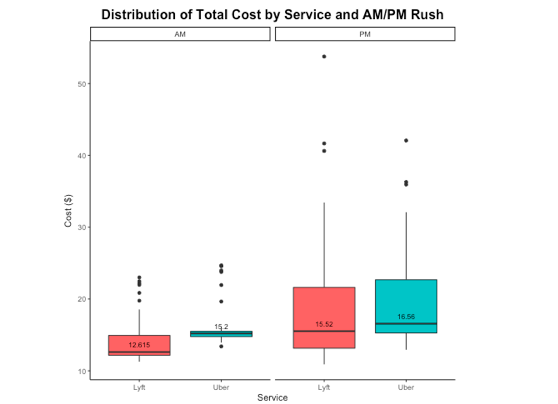 Distribution of Total Cost by Service and AM/PM Rush
AM
PM
Cost ($)
50
40
30
20
10
12.615
15.2
15.52
16.56
Lyft
Uber
Lyft
Uber
Service